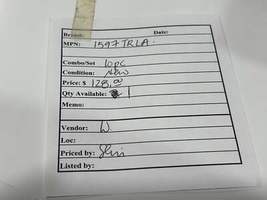 Brand: Date:
MPN: 1597TRLA
Combo/Set 10pc
Condition: New
Price: $ 128.00
Qty Available:
Memo:
Vendor: W
Loc:
Priced by:
Listed by: